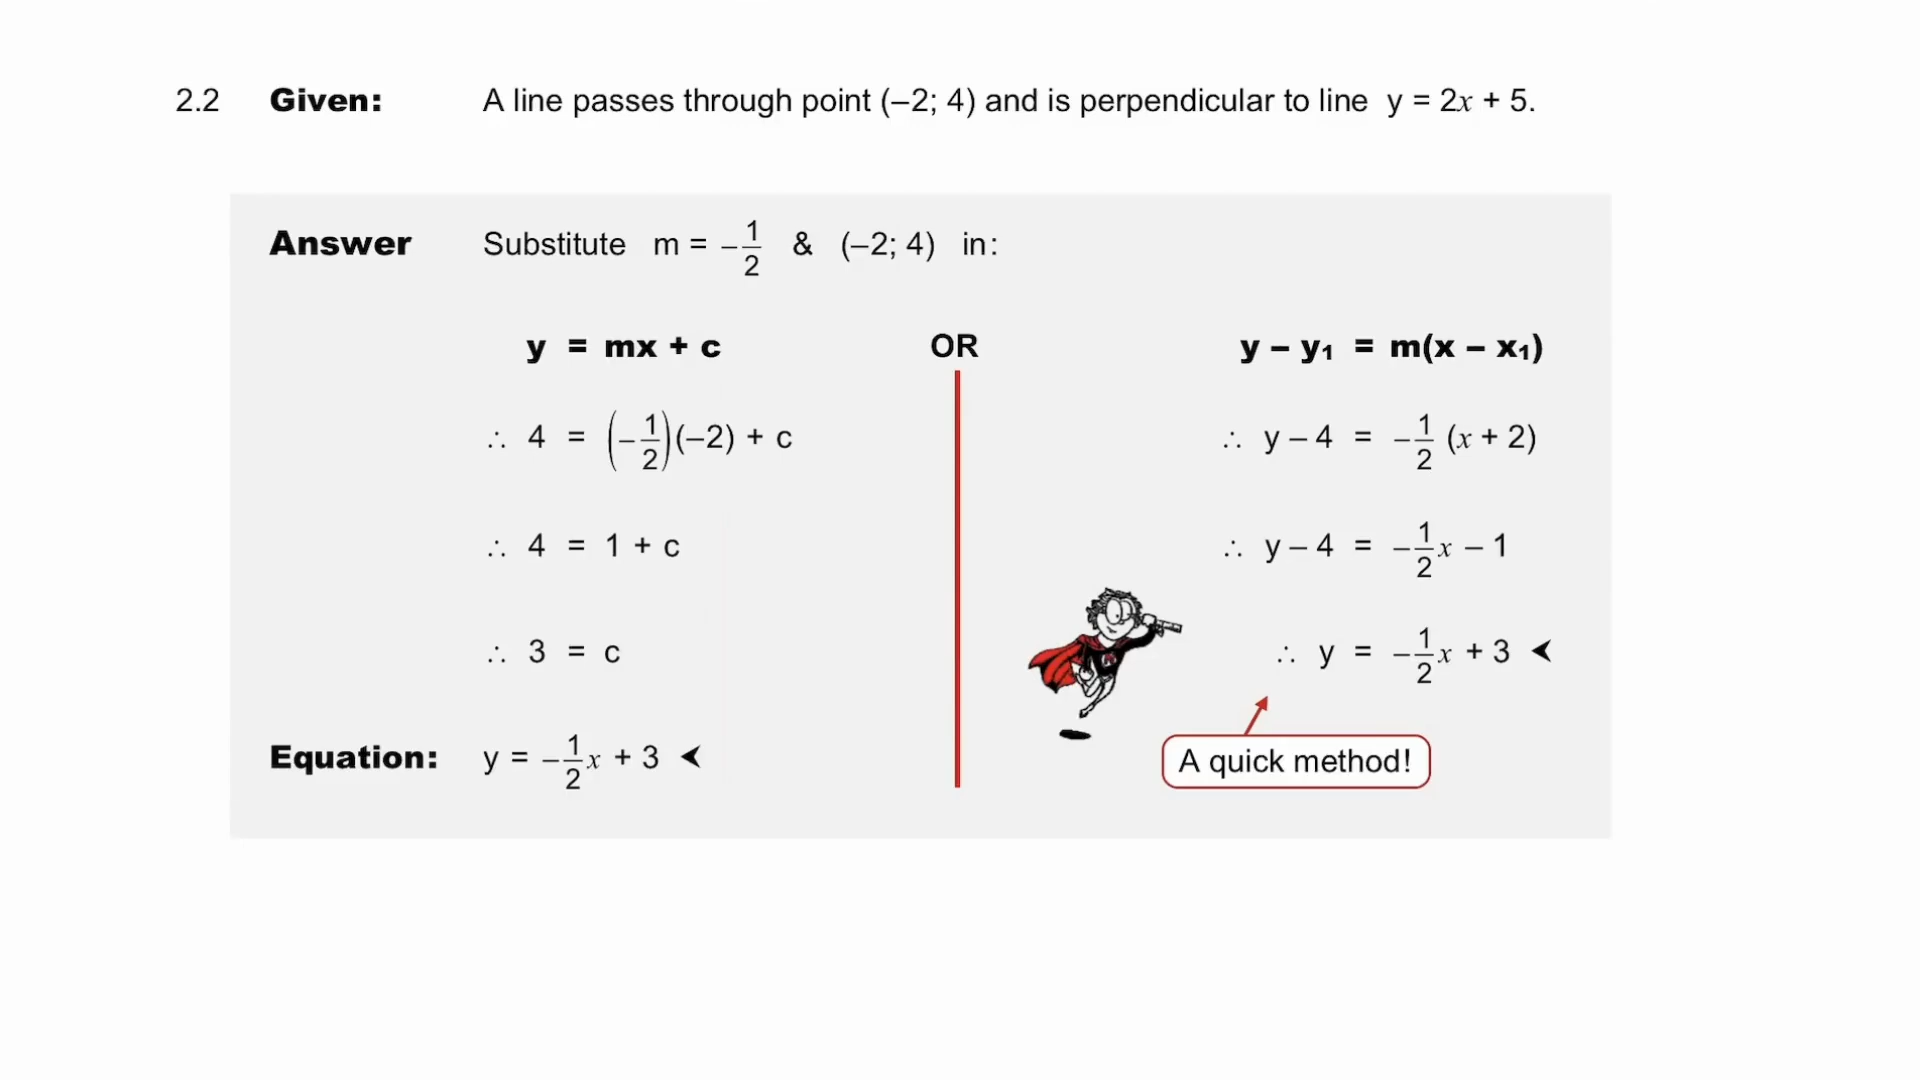 2.2 Given: A line passes through point (–2; 4) and is perpendicular to line y = 2x + 5.
Answer Substitute m = –1/2 & (–2; 4) in:
y = mx + c OR y – y₁ = m(x – x₁)
∴ 4 = (–1/2)(–2) + c ∴ y – 4 = –1/2 (x + 2)
∴ 4 = 1 + c ∴ y – 4 = –1/2x – 1
∴ 3 = c ∴ y = –1/2x + 3 ⮜
Equation: y = –1/2x + 3 ⮜
A quick method!